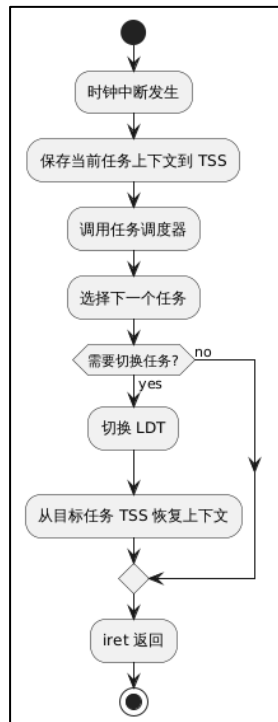 时钟中断发生
保存当前任务上下文到 TSS
调用任务调度器
选择下一个任务
需要切换任务?
no
yes
切换 LDT
从目标任务 TSS 恢复上下文
iret 返回